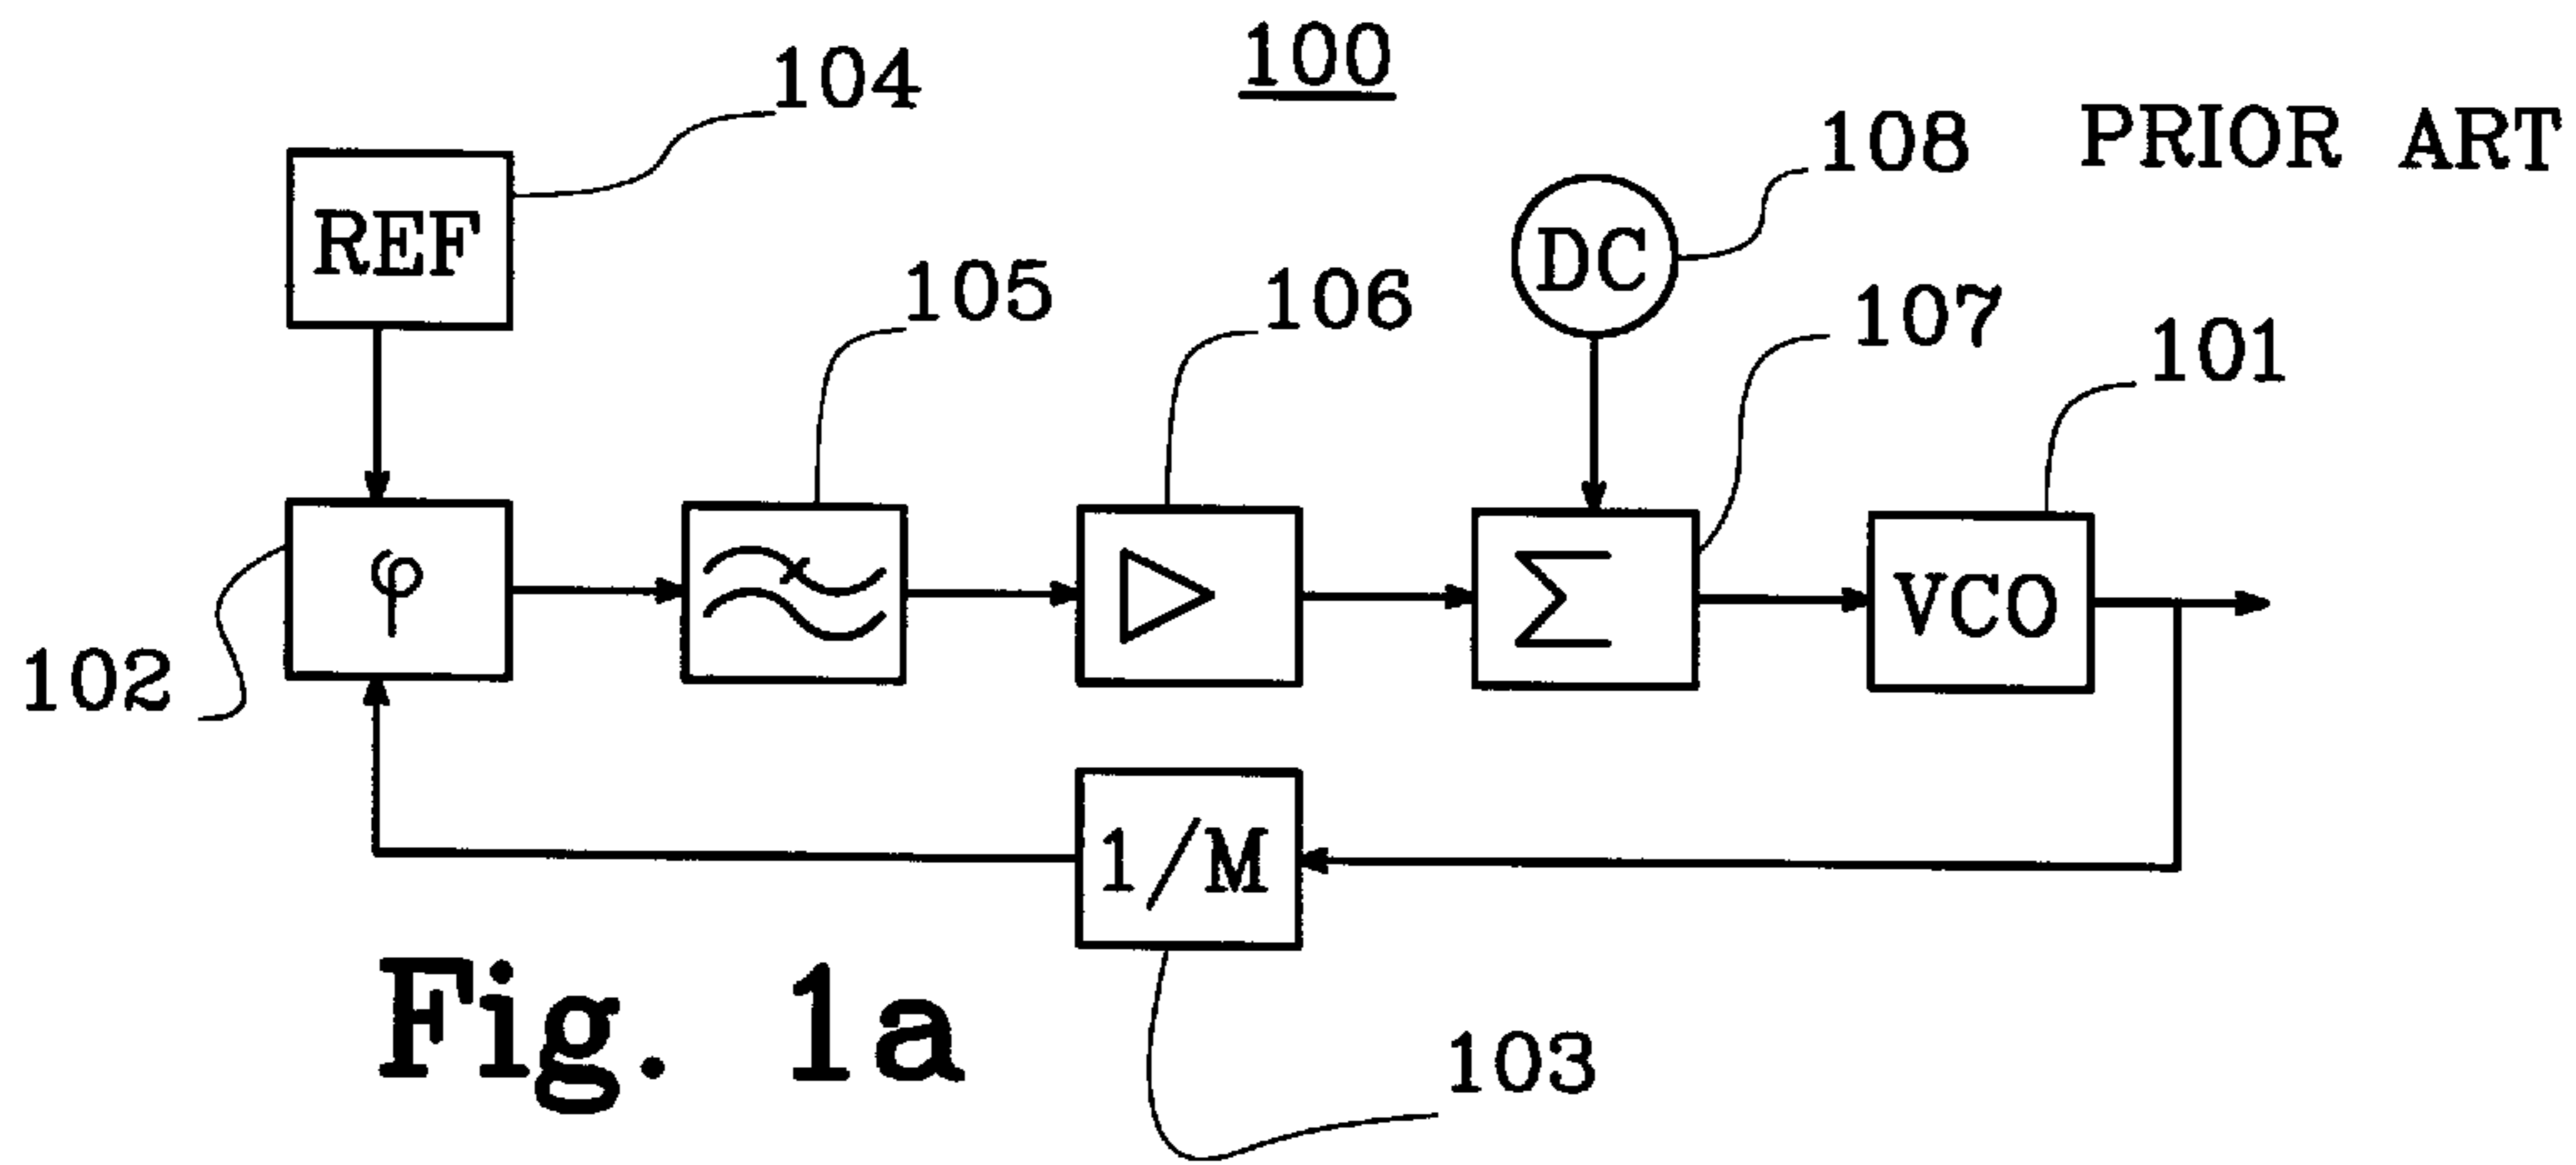 100
104
108 PRIOR ART
REF
DC
105
106
107
101
φ
Σ
VCO
102
1/M
Fig. 1a
103